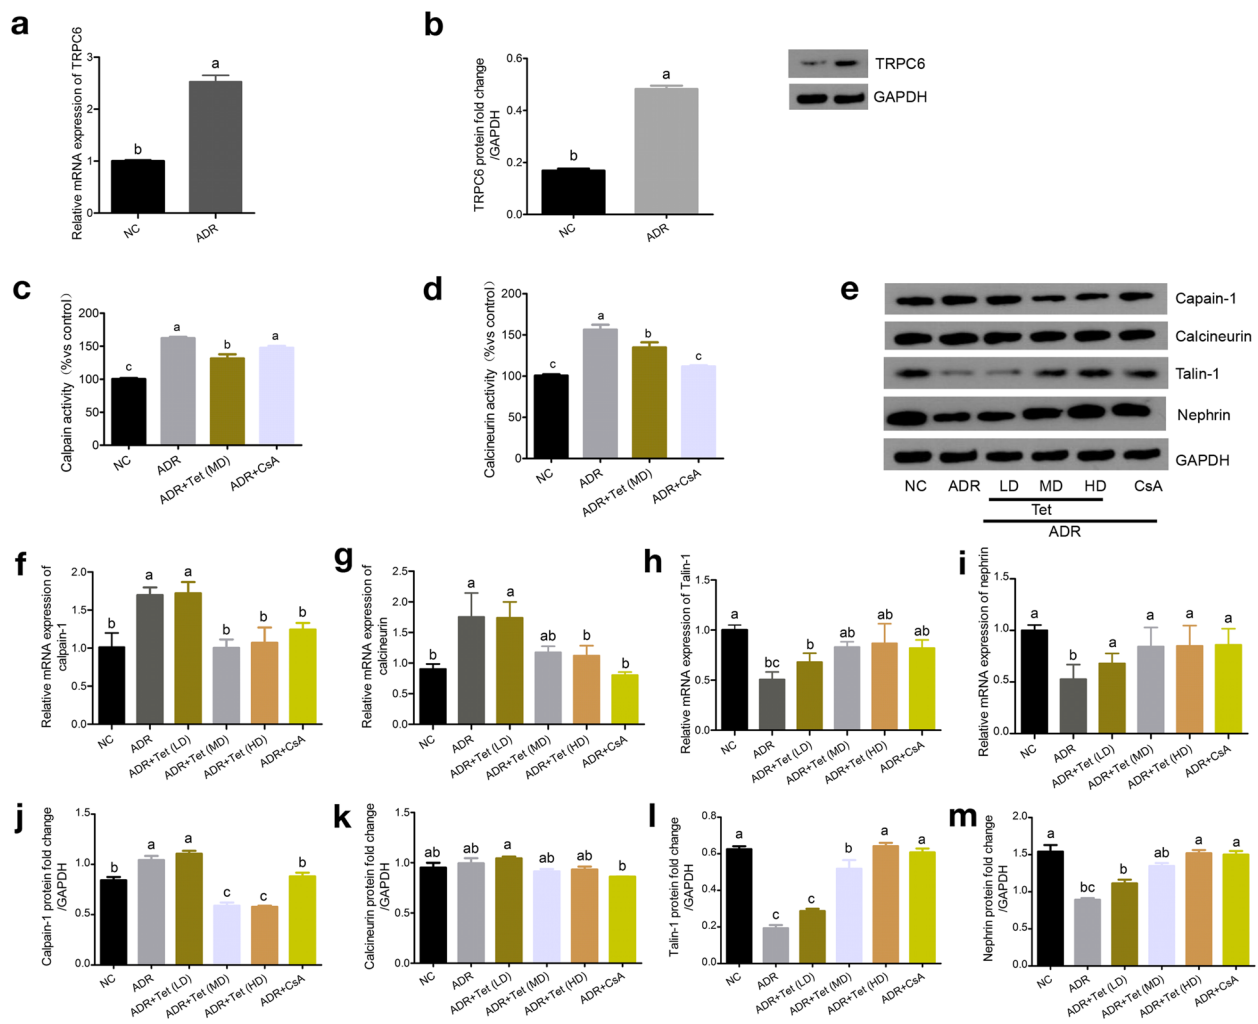 a
Relative mRNA expression of TRPC6
3
2
1
0
b
a
NC
ADR
b
TRPC6 protein fold change
/GAPDH
0.6
0.4
0.2
0.0
b
a
NC
ADR
TRPC6
GAPDH
c
Calpain activity (%vs control)
200
150
100
50
0
c
a
b
a
NC
ADR
ADR+Tet (MD)
ADR+CsA
d
Calcineurin activity (%vs control)
200
150
100
50
0
c
a
b
c
NC
ADR
ADR+Tet (MD)
ADR+CsA
e
Capain-1
Calcineurin
Talin-1
Nephrin
GAPDH
NC ADR LD MD HD CsA
Tet
ADR
f
Relative mRNA expression of
calpain-1
2.0
1.5
1.0
0.5
0.0
b
a
a
b
b
b
NC
ADR
ADR+Tet (LD)
ADR+Tet (MD)
ADR+Tet (HD)
ADR+CsA
g
Relative mRNA expression of
calcineurin
2.5
2.0
1.5
1.0
0.5
0.0
b
a
a
ab
b
b
NC
ADR
ADR+Tet (LD)
ADR+Tet (MD)
ADR+Tet (HD)
ADR+CsA
h
Relative mRNA expression of Talin-1
1.5
1.0
0.5
0.0
a
bc
b
ab
ab
ab
NC
ADR
ADR+Tet (LD)
ADR+Tet (MD)
ADR+Tet (HD)
ADR+CsA
i
Relative mRNA expression of nephrin
1.5
1.0
0.5
0.0
a
b
a
a
a
a
NC
ADR
ADR+Tet (LD)
ADR+Tet (MD)
ADR+Tet (HD)
ADR+CsA
j
Calpain-1 protein fold change
/GAPDH
1.5
1.0
0.5
0.0
b
a
a
c
c
b
NC
ADR
ADR+Tet (LD)
ADR+Tet (MD)
ADR+Tet (HD)
ADR+CsA
k
Calcineurin protein fold change
/GAPDH
1.5
1.0
0.5
0.0
ab
ab
a
ab
ab
b
NC
ADR
ADR+Tet (LD)
ADR+Tet (MD)
ADR+Tet (HD)
ADR+CsA
l
Talin-1 protein fold change
/GAPDH
0.8
0.6
0.4
0.2
0.0
a
c
c
b
a
a
NC
ADR
ADR+Tet (LD)
ADR+Tet (MD)
ADR+Tet (HD)
ADR+CsA
m
Nephrin protein fold change
/GAPDH
2.0
1.5
1.0
0.5
0.0
a
bc
b
ab
a
a
NC
ADR
ADR+Tet (LD)
ADR+Tet (MD)
ADR+Tet (HD)
ADR+CsA